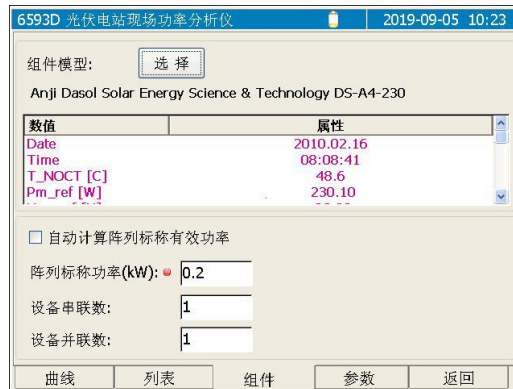 6593D 光伏电站现场功率分析仪 2019-09-05 10:23
组件模型: 选 择
Anji Dasol Solar Energy Science & Technology DS-A4-230
数值 属性
Date 2010.02.16
Time 08:08:41
T_NOCT [C] 48.6
Pm_ref [W] 230.10
自动计算阵列标称有效功率
阵列标称功率(kW): 0.2
设备串联数: 1
设备并联数: 1
曲线 列表 组件 参数 返回